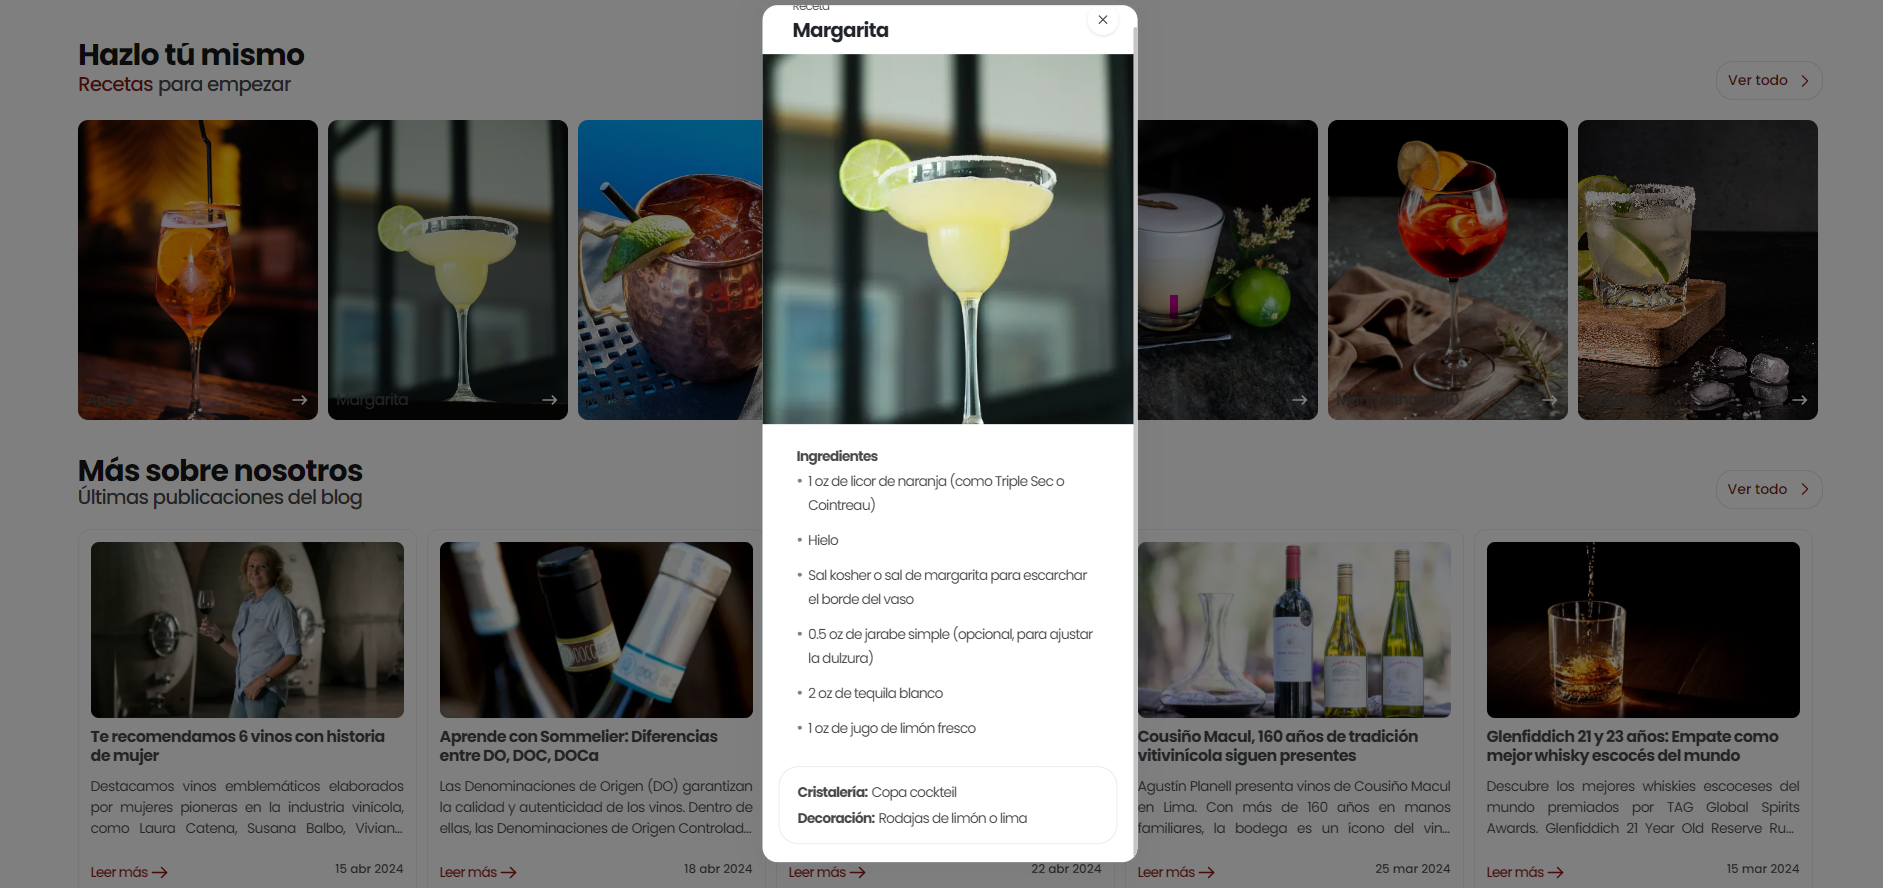 Receta
Margarita
Hazlo tú mismo
Recetas para empezar
Ver todo
Margarita
Ingredientes
• 1 oz de licor de naranja (como Triple Sec o
Cointreau)
• Hielo
• Sal kosher o sal de margarita para escarchar
el borde del vaso
• 0.5 oz de jarabe simple (opcional, para ajustar
la dulzura)
• 2 oz de tequila blanco
• 1 oz de jugo de limón fresco
Cristalería: Copa cockteil
Decoración: Rodajas de limón o lima
Más sobre nosotros
Últimas publicaciones del blog
Ver todo
Te recomendamos 6 vinos con historia
de mujer
Destacamos vinos emblemáticos elaborados
por mujeres pioneras en la industria vinícola,
como Laura Catena, Susana Balbo, Vivian...
Leer más
15 abr 2024
Aprende con Sommelier: Diferencias
entre DO, DOC, DOCa
Las Denominaciones de Origen (DO) garantizan
la calidad y autenticidad de los vinos. Dentro de
ellas, las Denominaciones de Origen Controlad...
Leer más
18 abr 2024
Leer más
22 abr 2024
Cousiño Macul, 160 años de tradición
vitivinícola siguen presentes
Agustín Planell presenta vinos de Cousiño Macul
en Lima. Con más de 160 años en manos
familiares, la bodega es un ícono del vin...
Leer más
25 mar 2024
Glenfiddich 21 y 23 años: Empate como
mejor whisky escocés del mundo
Descubre los mejores whiskies escoceses del
mundo premiados por TAG Global Spirits
Awards. Glenfiddich 21 Year Old Reserve Ru...
Leer más
15 mar 2024